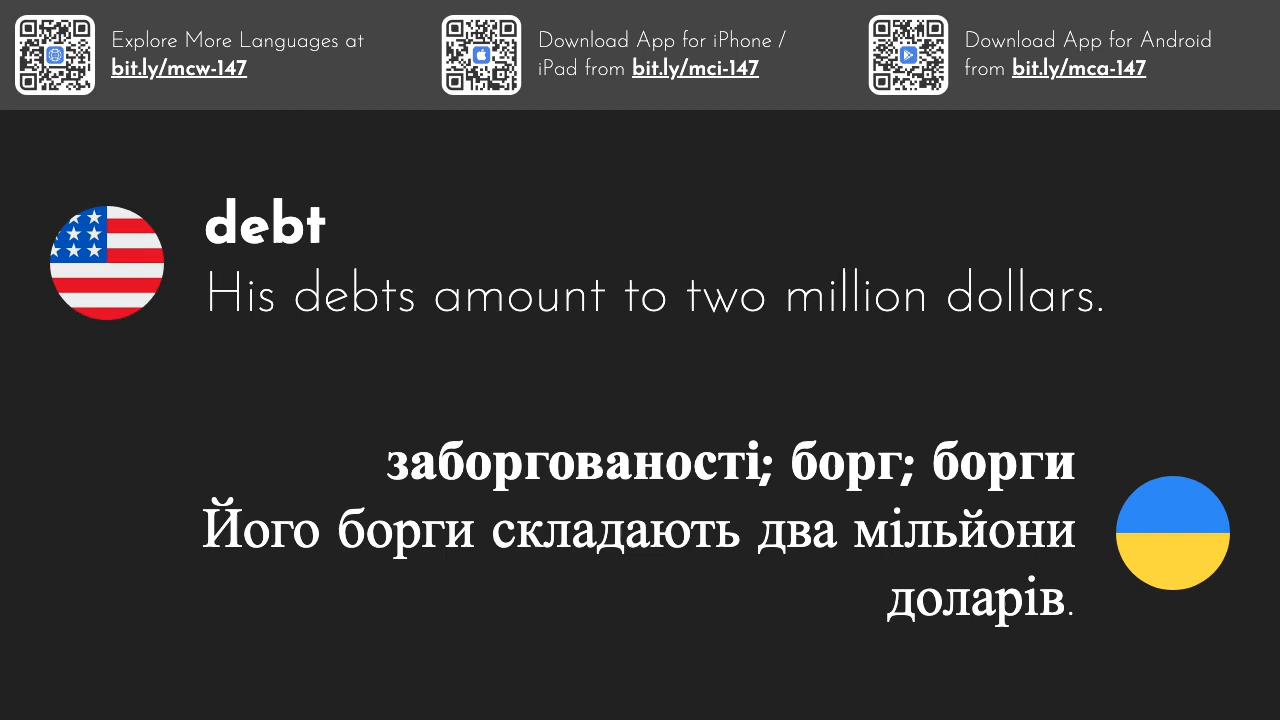 Explore More Languages at
bit.ly/mcw-147
Download App for iPhone /
iPad from bit.ly/mci-147
Download App for Android
from bit.ly/mca-147
debt
His debts amount to two million dollars.
заборгованості; борг; борги
Його борги складають два мільйони
доларів.